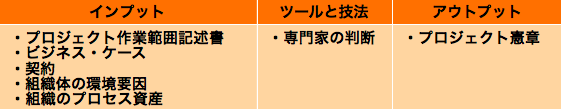 インプット
ツールと技法
アウトプット
・プロジェクト作業範囲記述書
・ビジネス・ケース
・契約
・組織体の環境要因
・組織のプロセス資産
・専門家の判断
・プロジェクト憲章